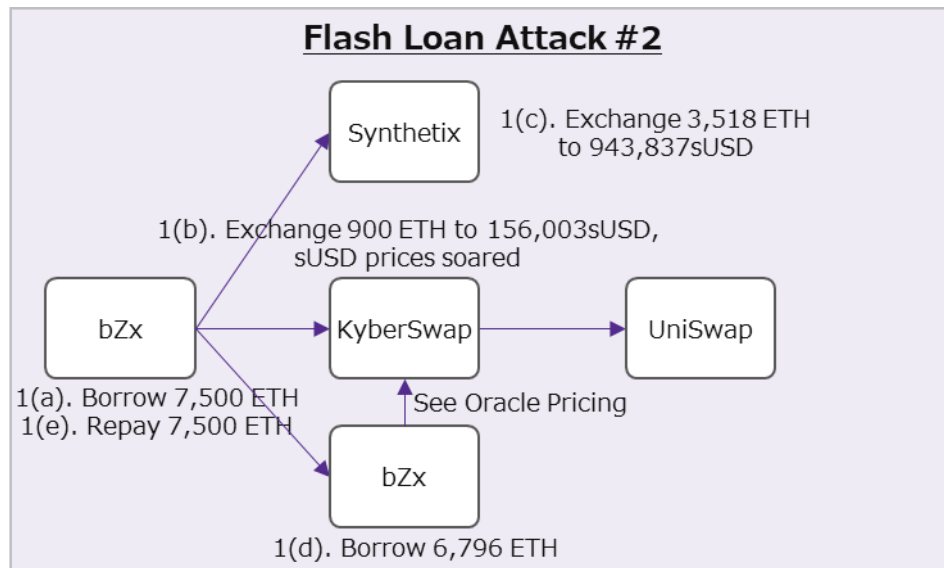 Flash Loan Attack #2
Synthetix
1(c). Exchange 3,518 ETH
to 943,837sUSD
1(b). Exchange 900 ETH to 156,003sUSD,
sUSD prices soared
bZx
KyberSwap
UniSwap
1(a). Borrow 7,500 ETH
1(e). Repay 7,500 ETH
See Oracle Pricing
bZx
1(d). Borrow 6,796 ETH